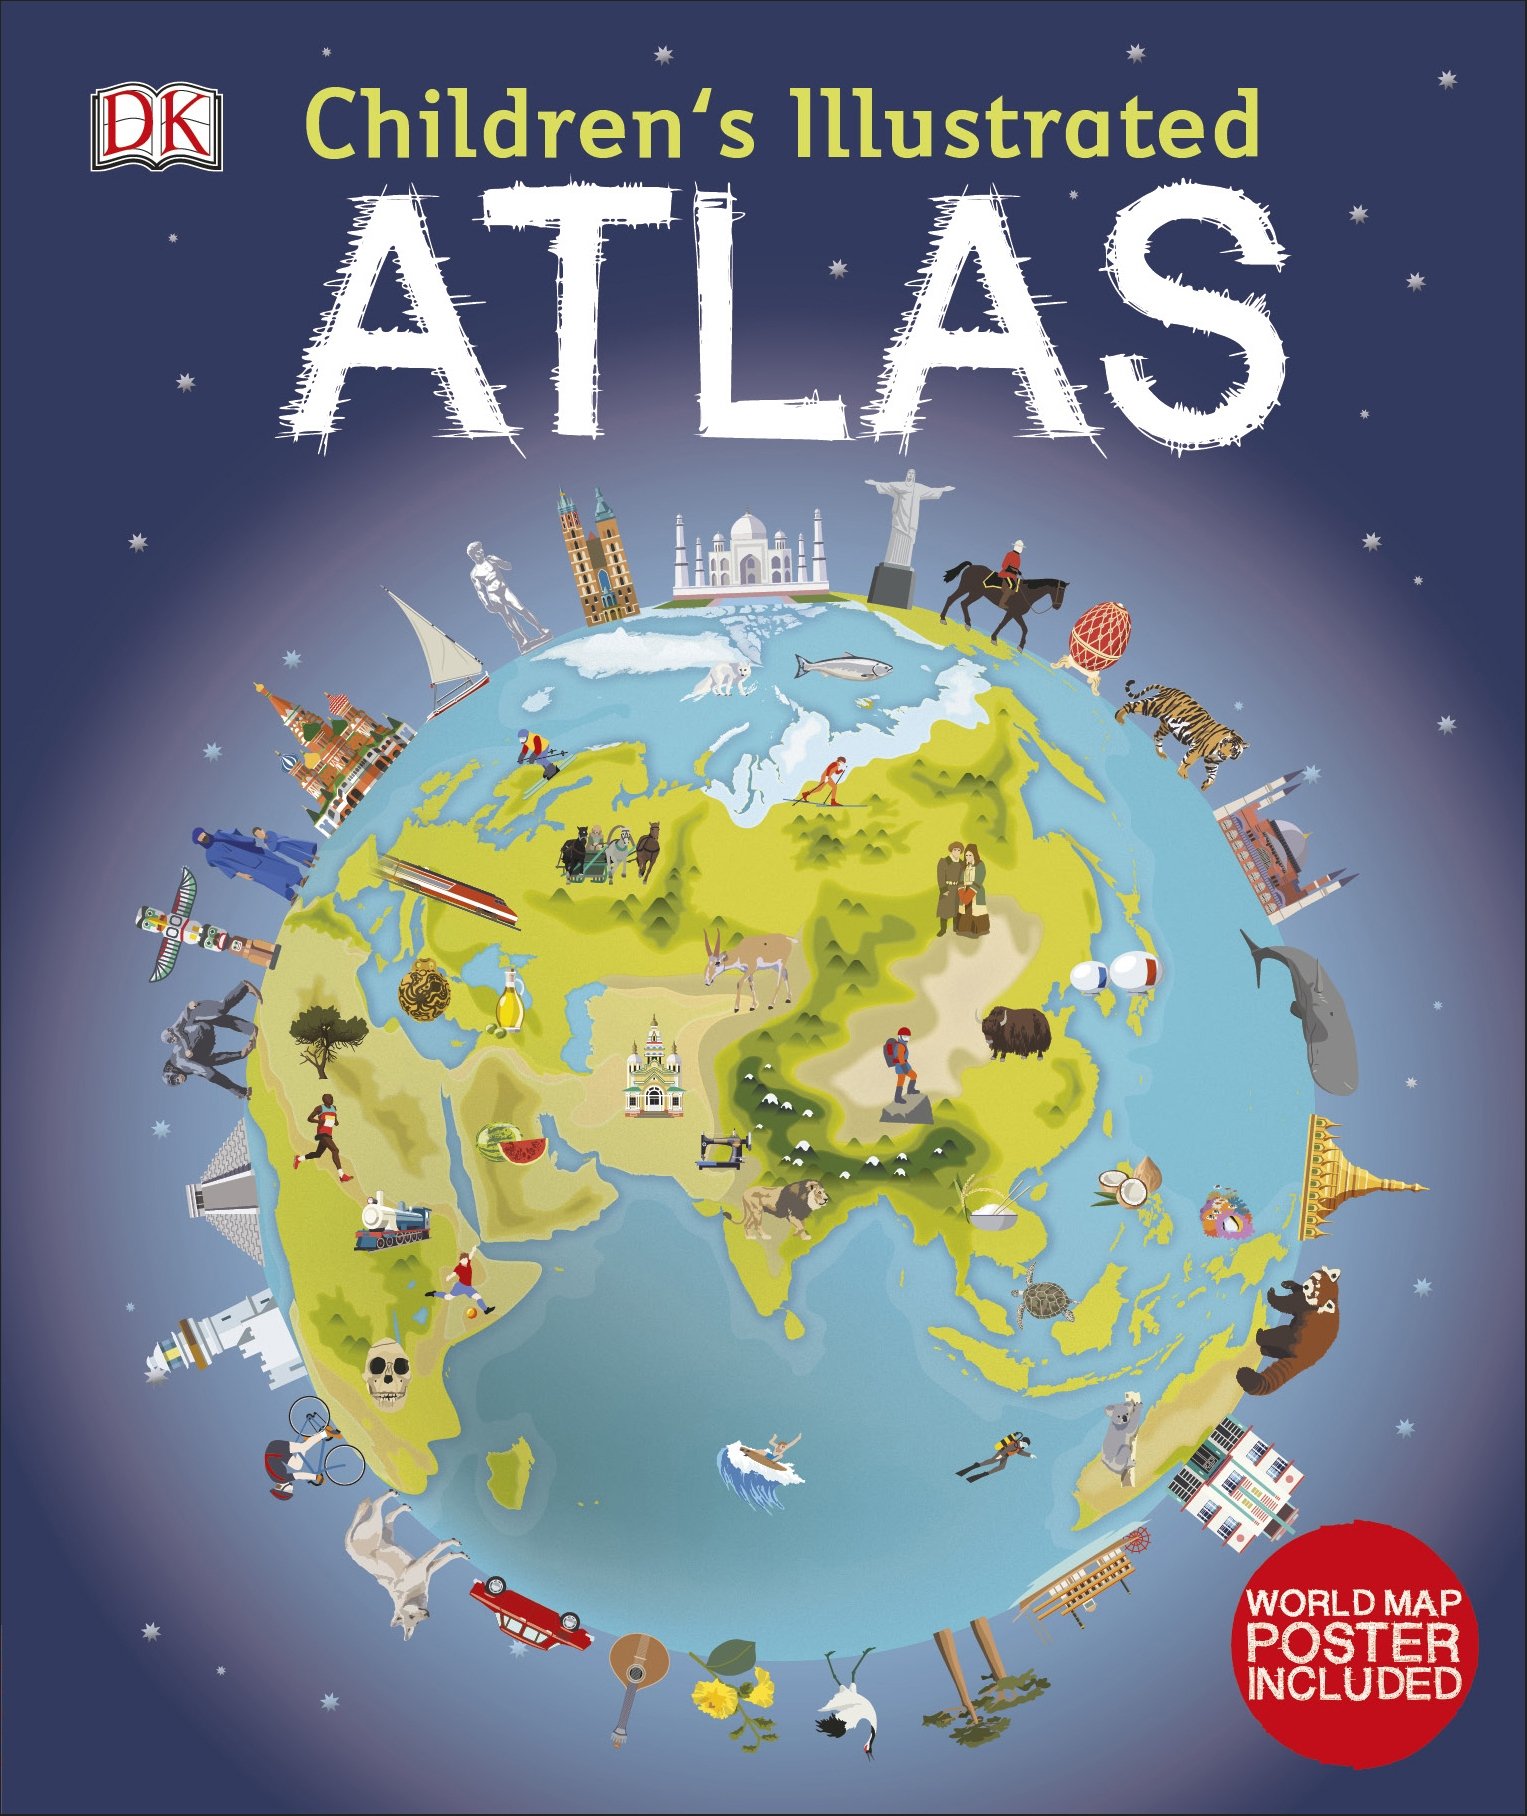 DK
Children‘s Illustrated
ATLAS
WORLD MAP
POSTER
INCLUDED